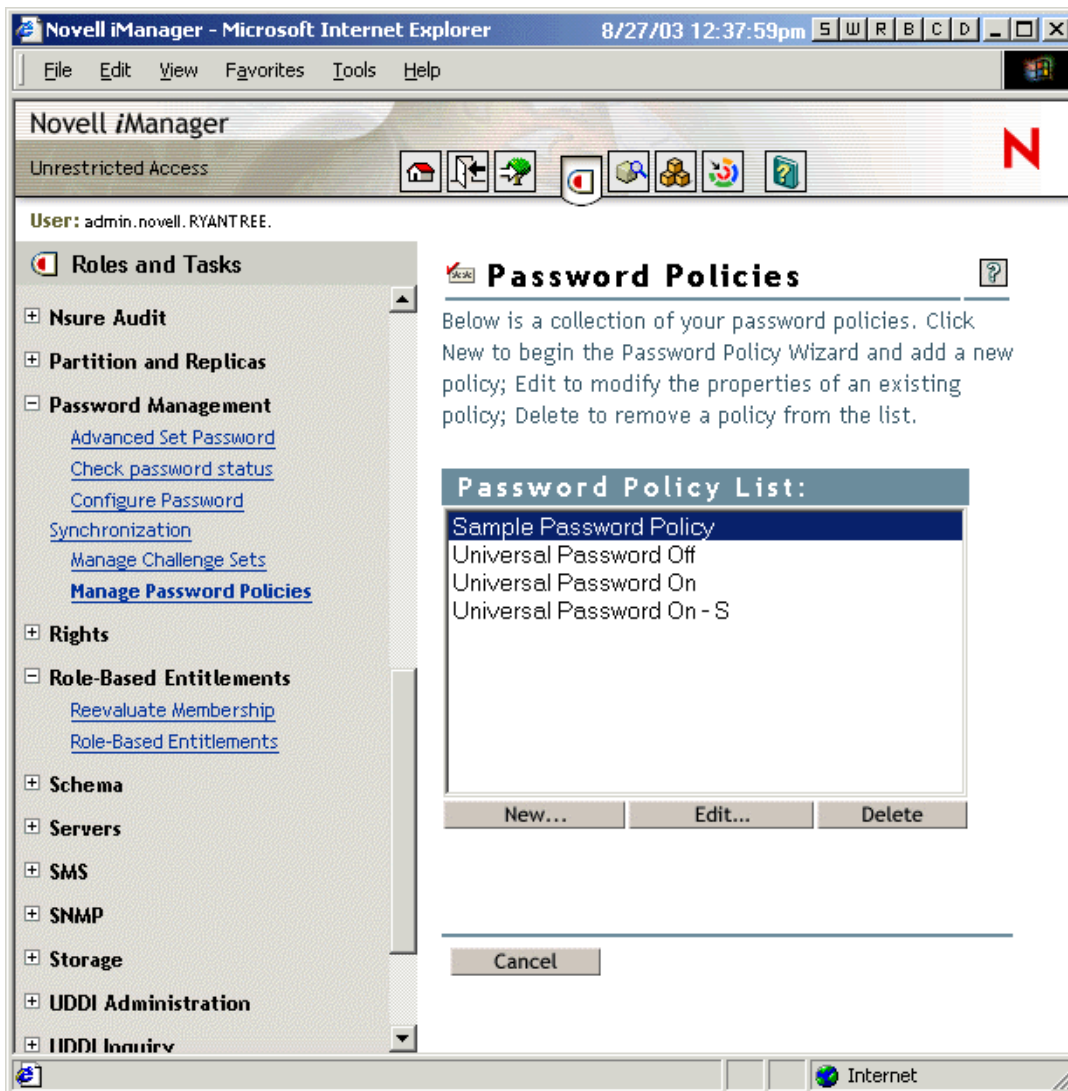 Novell iManager - Microsoft Internet Explorer 8/27/03 12:37:59pm S W R B C D
File Edit View Favorites Tools Help
Novell iManager
Unrestricted Access
N
User: admin.novell.RYANTREE.
Roles and Tasks
Nsure Audit
Partition and Replicas
Password Management
Advanced Set Password
Check password status
Configure Password
Synchronization
Manage Challenge Sets
Manage Password Policies
Rights
Role-Based Entitlements
Reevaluate Membership
Role-Based Entitlements
Schema
Servers
SMS
SNMP
Storage
UDDI Administration
UDDI Inquiry
Password Policies
?
Below is a collection of your password policies. Click
New to begin the Password Policy Wizard and add a new
policy; Edit to modify the properties of an existing
policy; Delete to remove a policy from the list.
Password Policy List:
Sample Password Policy
Universal Password Off
Universal Password On
Universal Password On - S
New... Edit... Delete
Cancel
Internet